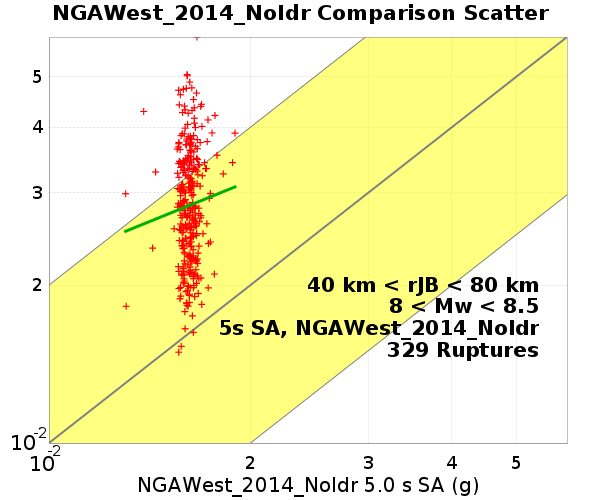 NGAWest_2014_NoIdr Comparison Scatter
5
4
3
2
10-2
40 km < rJB < 80 km
8 < Mw < 8.5
5s SA, NGAWest_2014_NoIdr
329 Ruptures
10-2 2 3 4 5
NGAWest_2014_NoIdr 5.0 s SA (g)